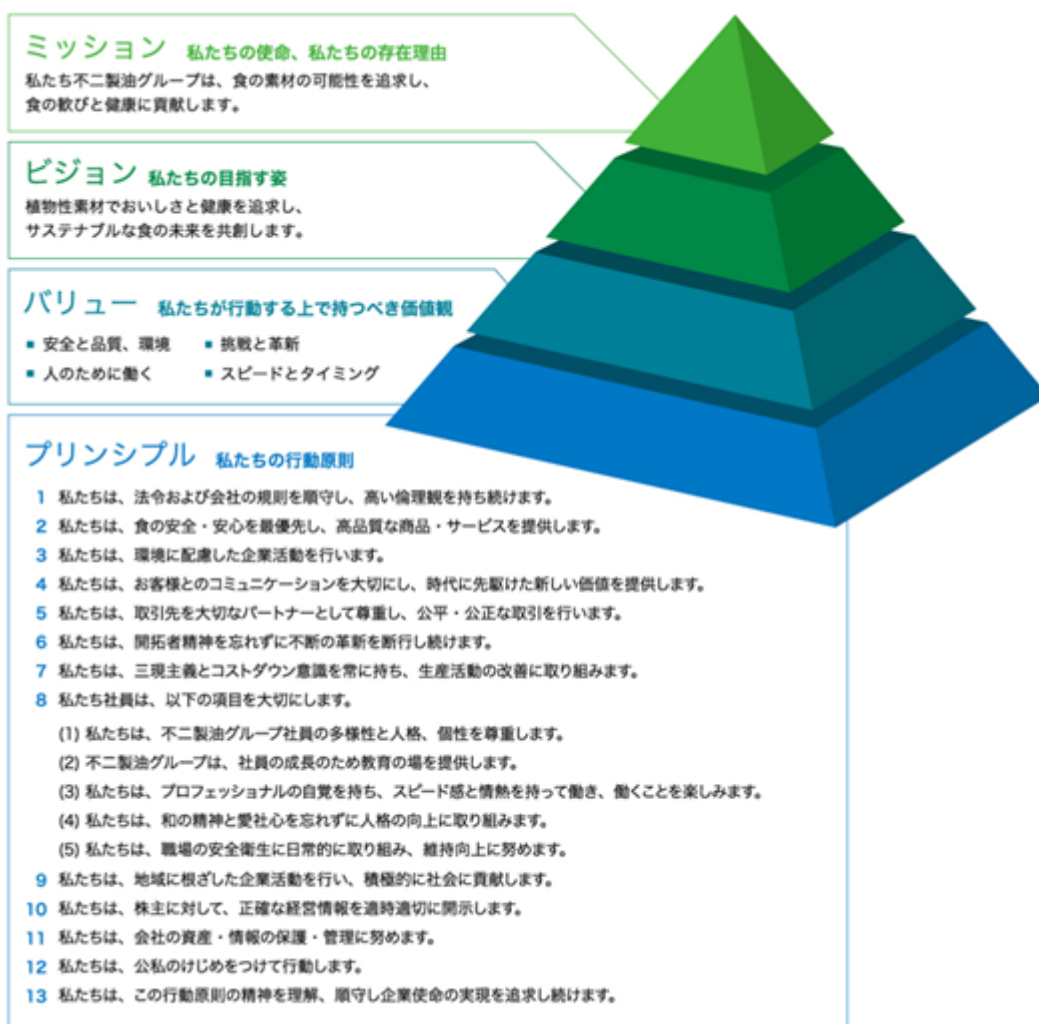 ミッション 私たちの使命、私たちの存在理由
私たち不二製油グループは、食の素材の可能性を追求し、
食の歓びと健康に貢献します。
ビジョン 私たちの目指す姿
植物性素材でおいしさと健康を追求し、
サステナブルな食の未来を共創します。
バリュー 私たちが行動する上で持つべき価値観
■ 安全と品質、環境 ■ 挑戦と革新
■ 人のために働く ■ スピードとタイミング
プリンシプル 私たちの行動原則
1 私たちは、法令および会社の規則を順守し、高い倫理観を持ち続けます。
2 私たちは、食の安全・安心を最優先し、高品質な商品・サービスを提供します。
3 私たちは、環境に配慮した企業活動を行います。
4 私たちは、お客様とのコミュニケーションを大切にし、時代に先駆けた新しい価値を提供します。
5 私たちは、取引先を大切なパートナーとして尊重し、公平・公正な取引を行います。
6 私たちは、開拓者精神を忘れずに不断の革新を断行し続けます。
7 私たちは、三現主義とコストダウン意識を常に持ち、生産活動の改善に取り組みます。
8 私たち社員は、以下の項目を大切にします。
(1) 私たちは、不二製油グループ社員の多様性と人格、個性を尊重します。
(2) 不二製油グループは、社員の成長のため教育の場を提供します。
(3) 私たちは、プロフェッショナルの自覚を持ち、スピード感と情熱を持って働き、働くことを楽しみます。
(4) 私たちは、和の精神と愛社心を忘れずに人格の向上に取り組みます。
(5) 私たちは、職場の安全衛生に日常的に取り組み、維持向上に努めます。
9 私たちは、地域に根ざした企業活動を行い、積極的に社会に貢献します。
10 私たちは、株主に対して、正確な経営情報を適時適切に開示します。
11 私たちは、会社の資産・情報の保護・管理に努めます。
12 私たちは、公私のけじめをつけて行動します。
13 私たちは、この行動原則の精神を理解、順守し企業使命の実現を追求し続けます。